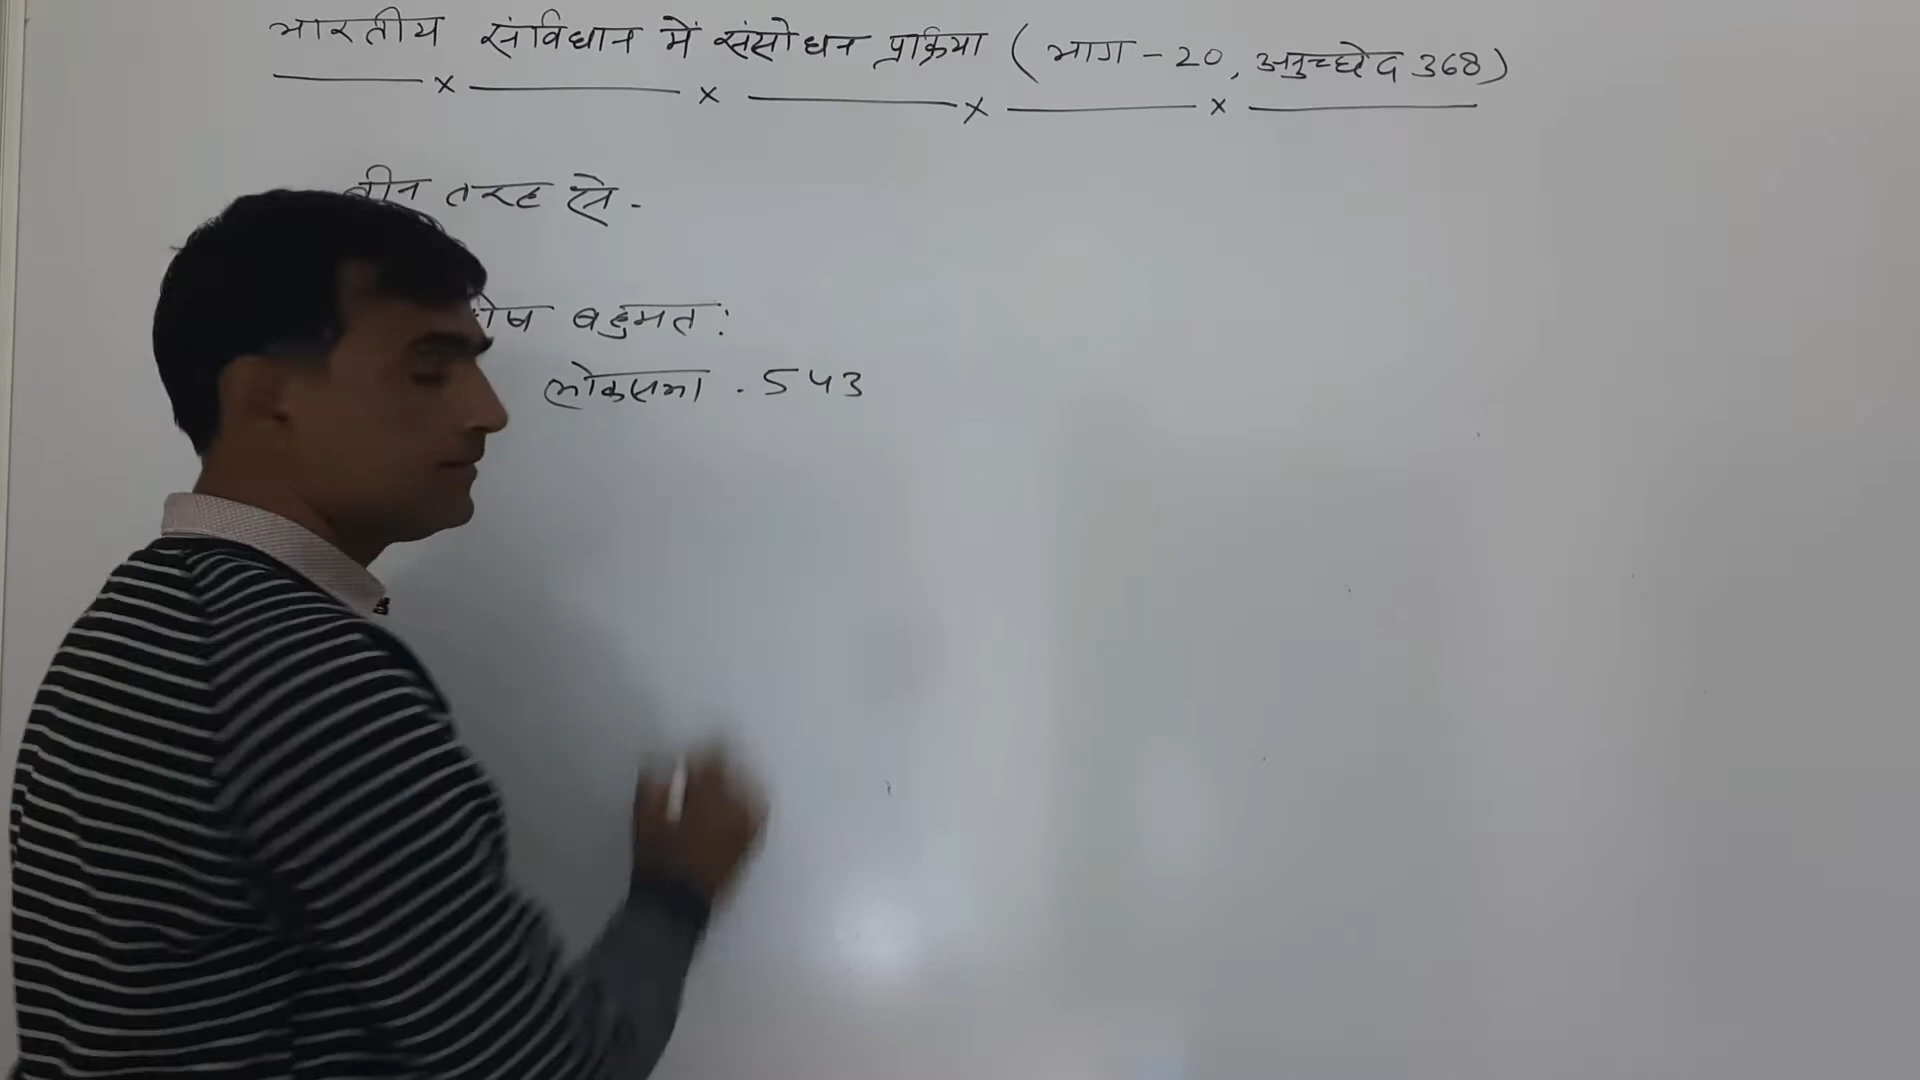 भारतीय संविधान में संसोधन प्रक्रिया ( भाग - 20, अनुच्छेद 368 )
तीन तरह से -
बहुमत :
लोकसभा - 543